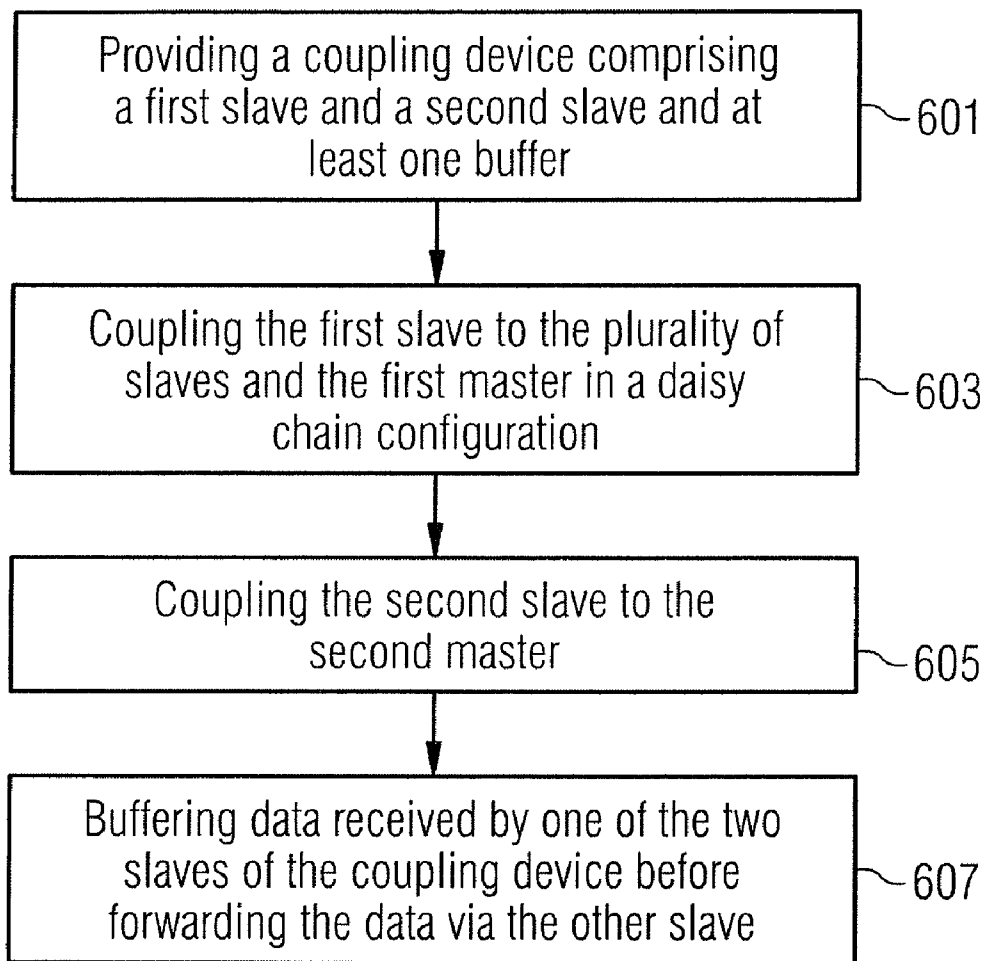 Providing a coupling device comprising
a first slave and a second slave and at
least one buffer
601
Coupling the first slave to the plurality of
slaves and the first master in a daisy
chain configuration
603
Coupling the second slave to the
second master
605
Buffering data received by one of the two
slaves of the coupling device before
forwarding the data via the other slave
607